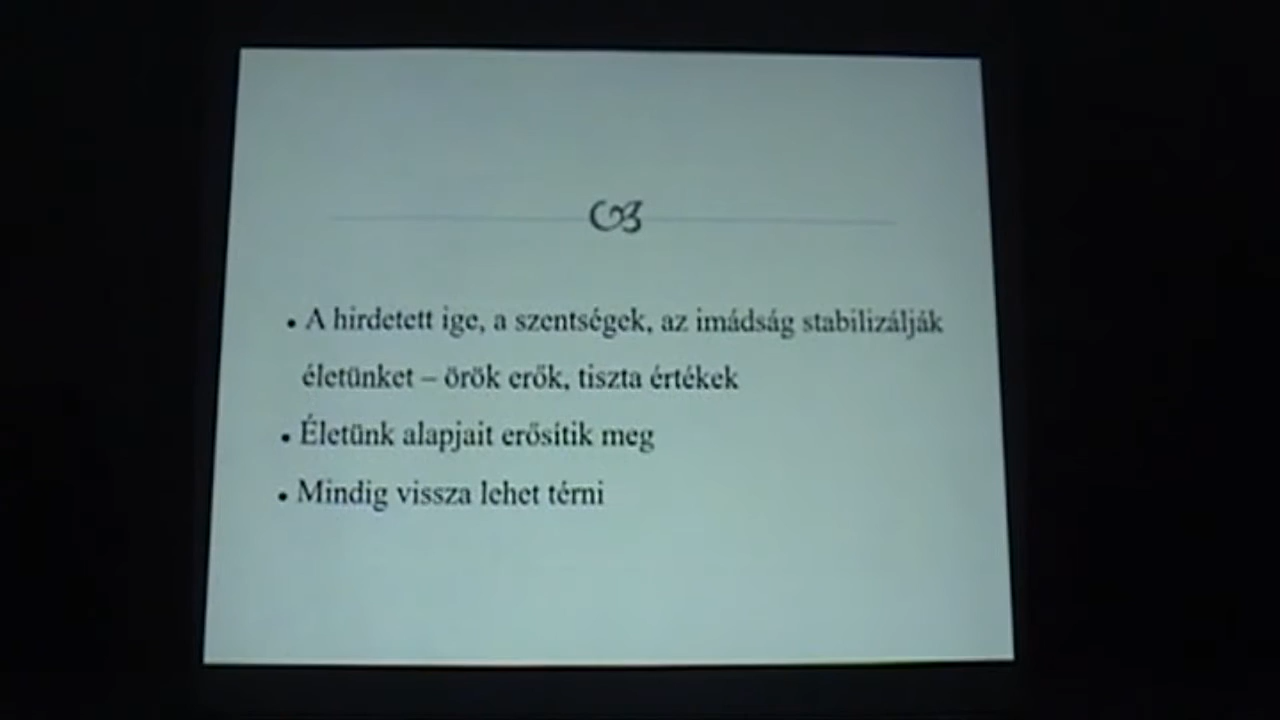 • A hirdetett ige, a szentségek, az imádság stabilizálják
életünket – örök erők, tiszta értékek
• Életünk alapjait erősítik meg
• Mindig vissza lehet térni